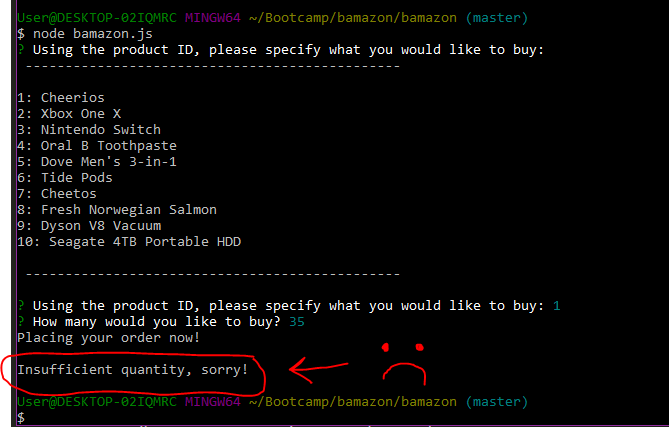 User@DESKTOP-02IQMRC MINGW64 ~/Bootcamp/bamazon/bamazon (master)
$ node bamazon.js
? Using the product ID, please specify what you would like to buy:
-----------------------------------------------
1: Cheerios
2: Xbox One X
3: Nintendo Switch
4: Oral B Toothpaste
5: Dove Men's 3-in-1
6: Tide Pods
7: Cheetos
8: Fresh Norwegian Salmon
9: Dyson V8 Vacuum
10: Seagate 4TB Portable HDD
-----------------------------------------------
? Using the product ID, please specify what you would like to buy: 1
? How many would you like to buy? 35
Placing your order now!
Insufficient quantity, sorry!
User@DESKTOP-02IQMRC MINGW64 ~/Bootcamp/bamazon/bamazon (master)
$